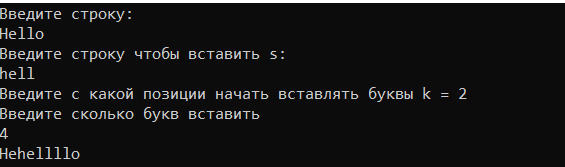 Введите строку:
Hello
Введите строку чтобы вставить s:
hell
Введите с какой позиции начать вставлять буквы k = 2
Введите сколько букв вставить
4
Hehellllo